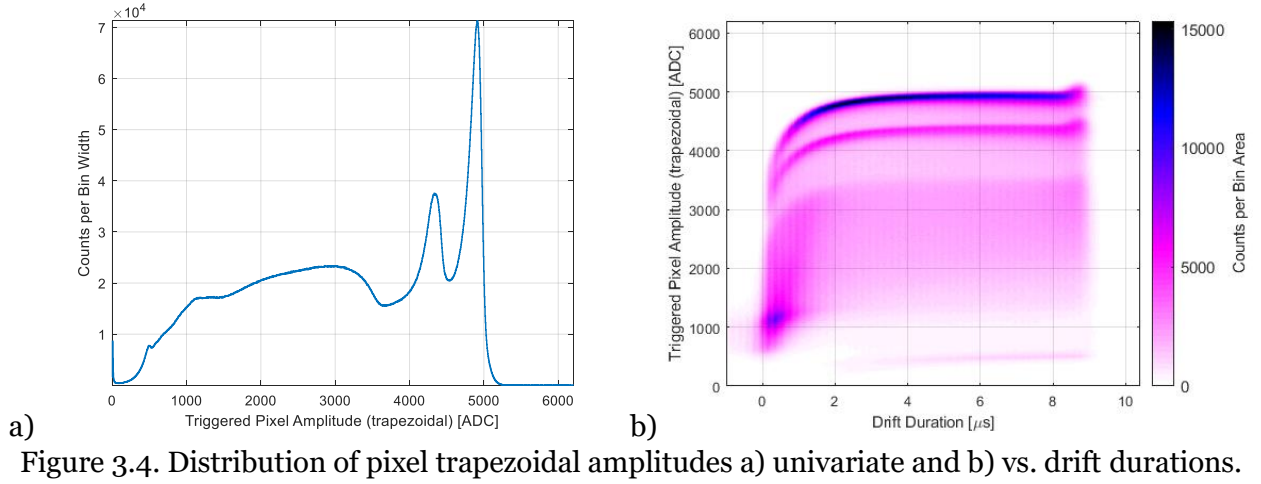 ×10⁴
7
6
5
4
3
2
1
0 1000 2000 3000 4000 5000 6000
Counts per Bin Width
Triggered Pixel Amplitude (trapezoidal) [ADC]
a)
6000
5000
4000
3000
2000
1000
0
0 2 4 6 8 10
Triggered Pixel Amplitude (trapezoidal) [ADC]
Drift Duration [μs]
15000
10000
5000
0
Counts per Bin Area
b)
Figure 3.4. Distribution of pixel trapezoidal amplitudes a) univariate and b) vs. drift durations.